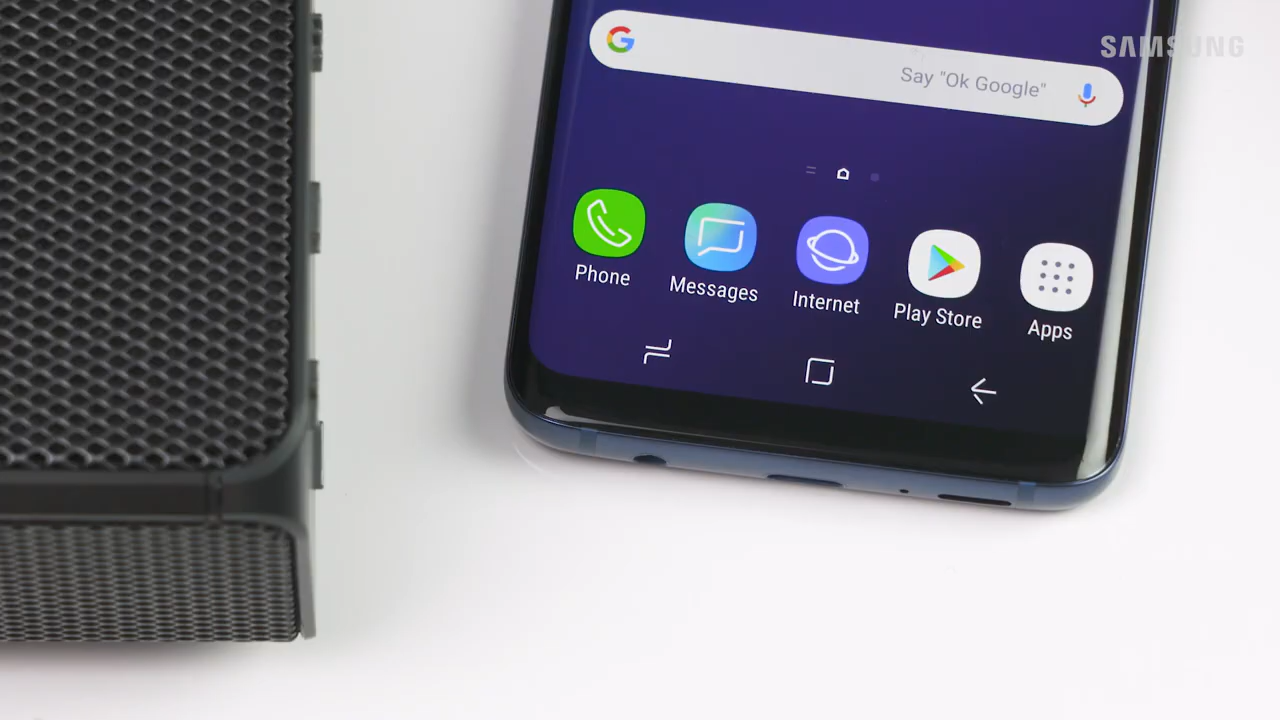 SAMSUNG
Say "Ok Google"
Phone
Messages
Internet
Play Store
Apps